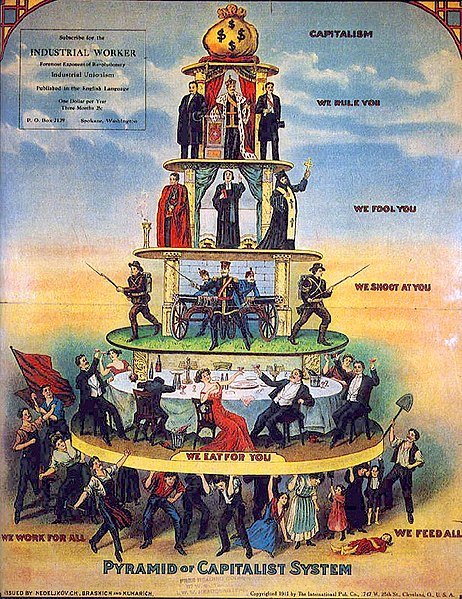 Subscribe for the
INDUSTRIAL WORKER
Foremost Exponent of Revolutionary
Industrial Unionism
Published in the English Language
One Dollar per Year
Three Months 25c
P. O. Box 2129 Spokane, Washington
$ $ $ $
CAPITALISM
WE RULE YOU
WE FOOL YOU
WE SHOOT AT YOU
WE EAT FOR YOU
WE WORK FOR ALL
WE FEED ALL
PYRAMID OF CAPITALIST SYSTEM
FREE READING
ISSUED BY NEDELJKOVICH, BRASHICH AND KUHARICH.
Copyrighted 1911 by The International Pub. Co., 747 W. 25th St., Cleveland, O., U. S. A.